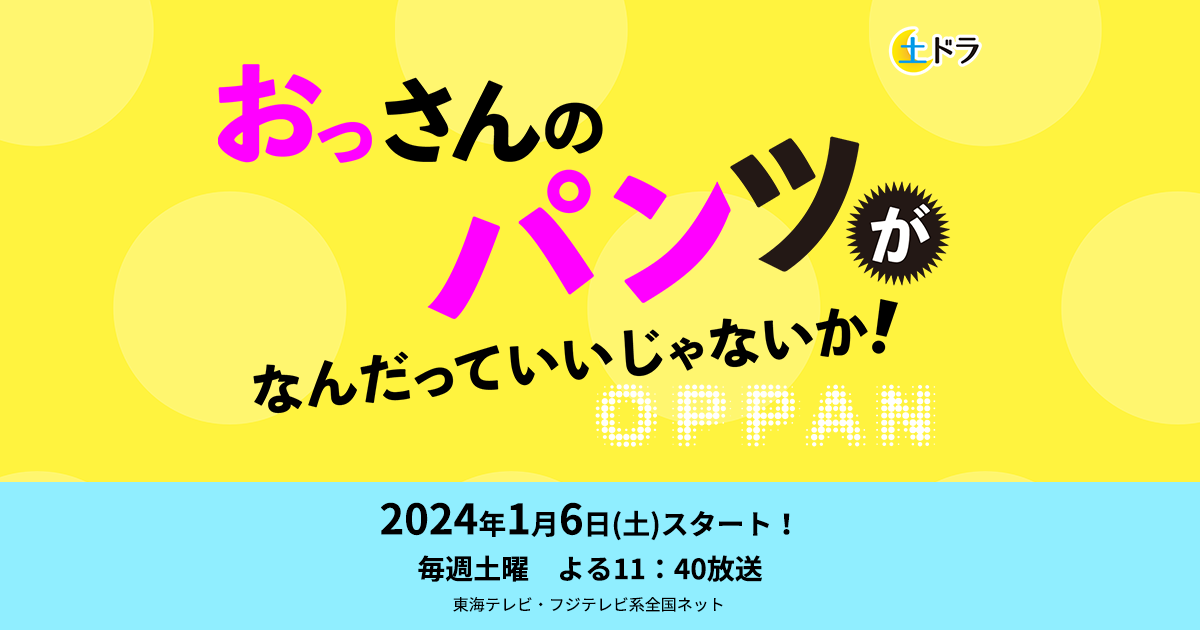 土ドラ
おっさんの
パンツが
なんだっていいじゃないか!
OPPAN
2024年1月6日(土)スタート！
毎週土曜　よる11：40放送
東海テレビ・フジテレビ系全国ネット